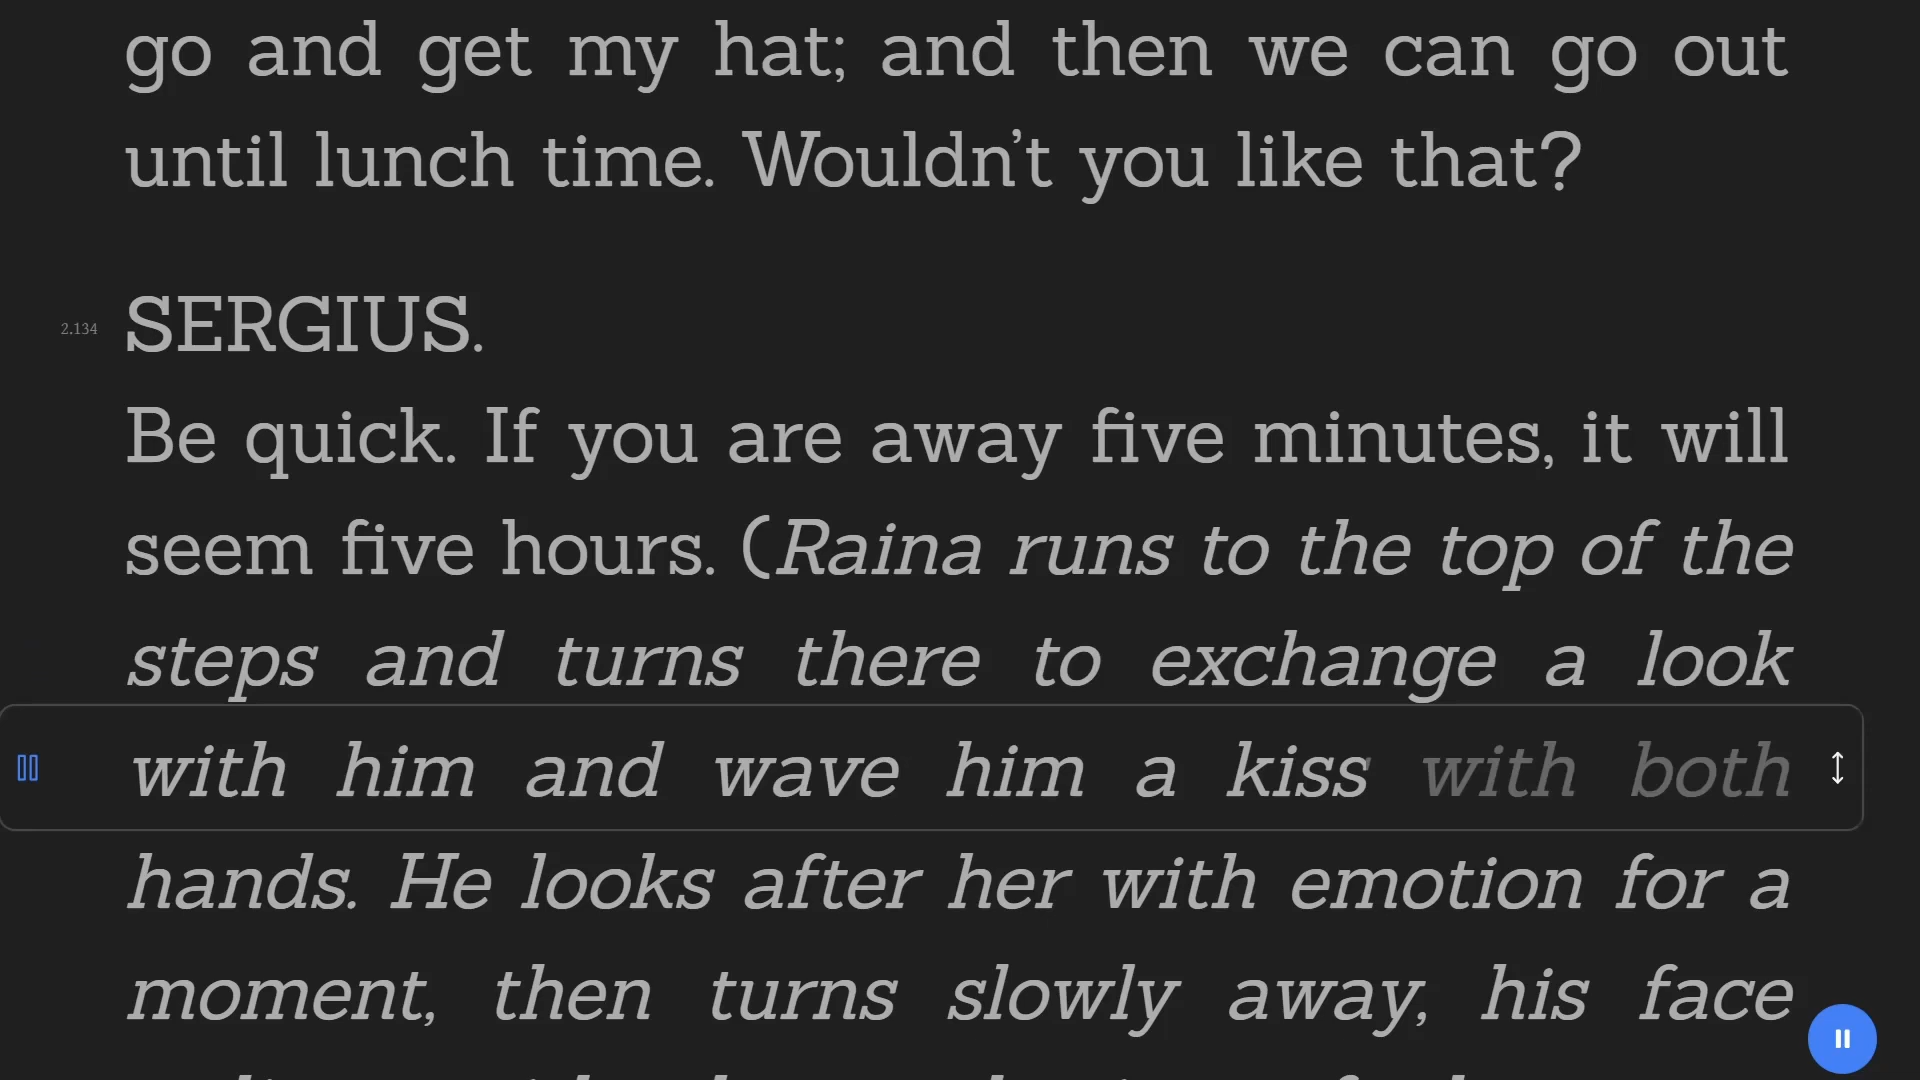 go and get my hat; and then we can go out
until lunch time. Wouldn’t you like that?
2.134 SERGIUS.
Be quick. If you are away five minutes, it will
seem five hours. (Raina runs to the top of the
steps and turns there to exchange a look
with him and wave him a kiss with both
hands. He looks after her with emotion for a
moment, then turns slowly away, his face